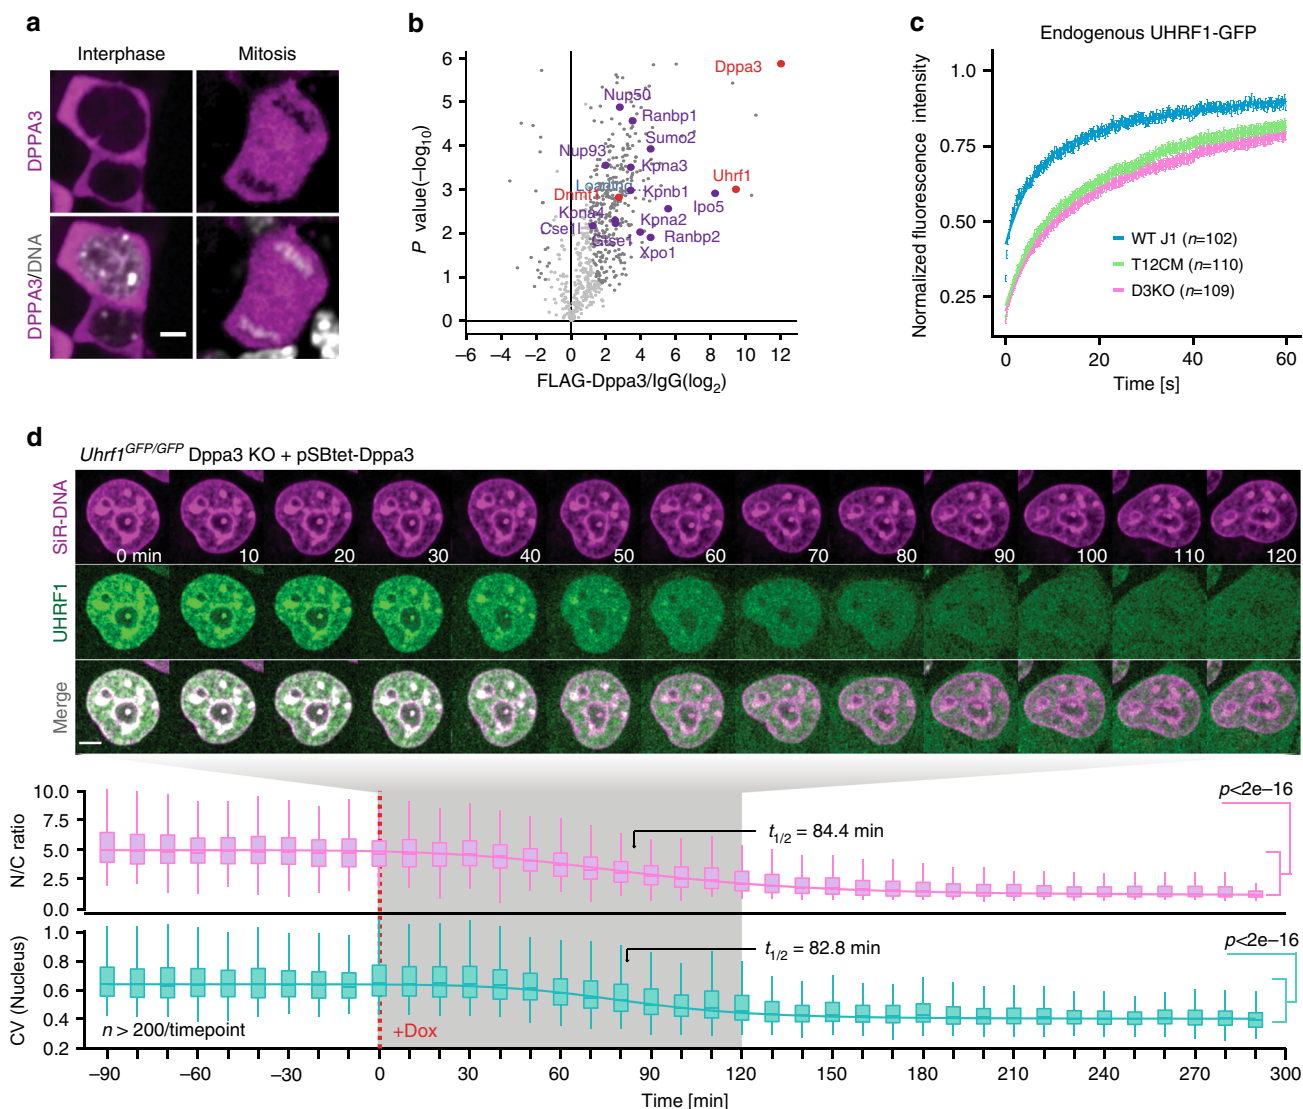 a
Interphase
Mitosis
DPPA3
DPPA3/DNA
b
P value(–log10)
6
5
4
3
2
1
0
–6
–4
–2
0
2
4
6
8
10
12
FLAG-Dppa3/IgG(log2)
Dppa3
Nup50
Ranbp1
Sumo2
Nup93
Kpna3
Uhrf1
Loading
Dnmt1
Kpnb1
Ipo5
Kpna4
Kpna2
Cse1l
Gtse1
Ranbp2
Xpo1
c
Endogenous UHRF1-GFP
Normalized fluorescence intensity
1.0
0.75
0.50
0.25
WT J1 (n=102)
T12CM (n=110)
D3KO (n=109)
0
20
40
60
Time [s]
d
Uhrf1GFP/GFP Dppa3 KO + pSBtet-Dppa3
SiR-DNA
0 min
10
20
30
40
50
60
70
80
90
100
110
120
UHRF1
Merge
N/C ratio
10.0
7.5
5.0
2.5
0.0
t1/2 = 84.4 min
p<2e–16
CV (Nucleus)
1.0
0.8
0.6
0.4
0.2
t1/2 = 82.8 min
p<2e–16
n > 200/timepoint
+Dox
–90
–60
–30
0
30
60
90
120
150
180
210
240
270
300
Time [min]